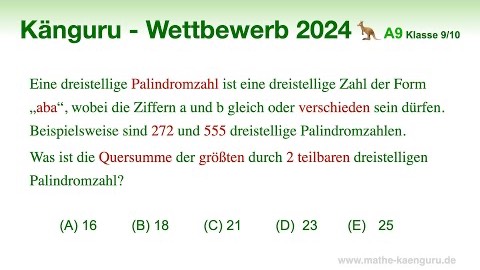 Känguru - Wettbewerb 2024 A9 Klasse 9/10
Eine dreistellige Palindromzahl ist eine dreistellige Zahl der Form
„aba“, wobei die Ziffern a und b gleich oder verschieden sein dürfen.
Beispielsweise sind 272 und 555 dreistellige Palindromzahlen.
Was ist die Quersumme der größten durch 2 teilbaren dreistelligen
Palindromzahl?
(A) 16 (B) 18 (C) 21 (D) 23 (E) 25
www.mathe-kaenguru.de